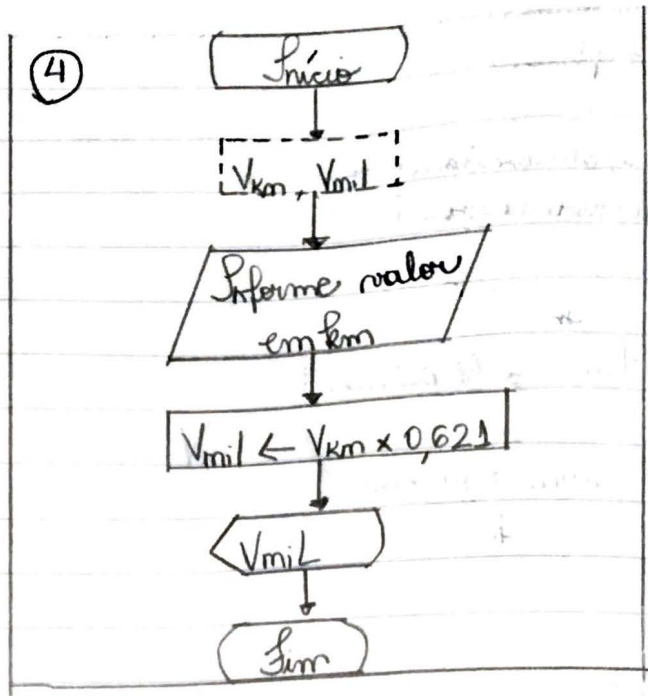 4
Início
Vkm, VmiL
Informe valor
em km
Vmil ← Vkm × 0,621
VmiL
Fim